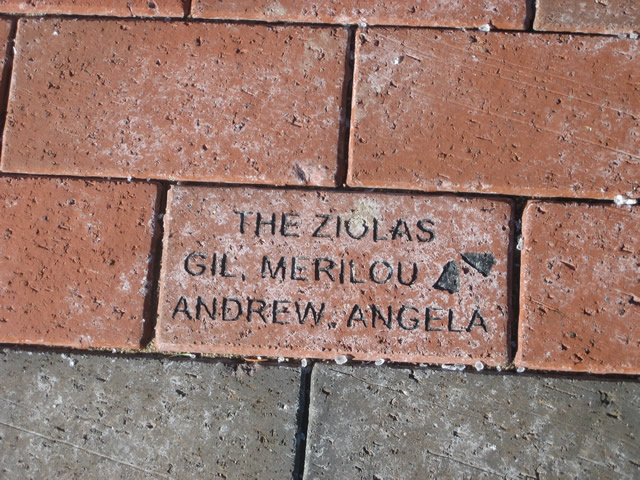 THE ZIOLAS
GIL, MERILOU
ANDREW, ANGELA